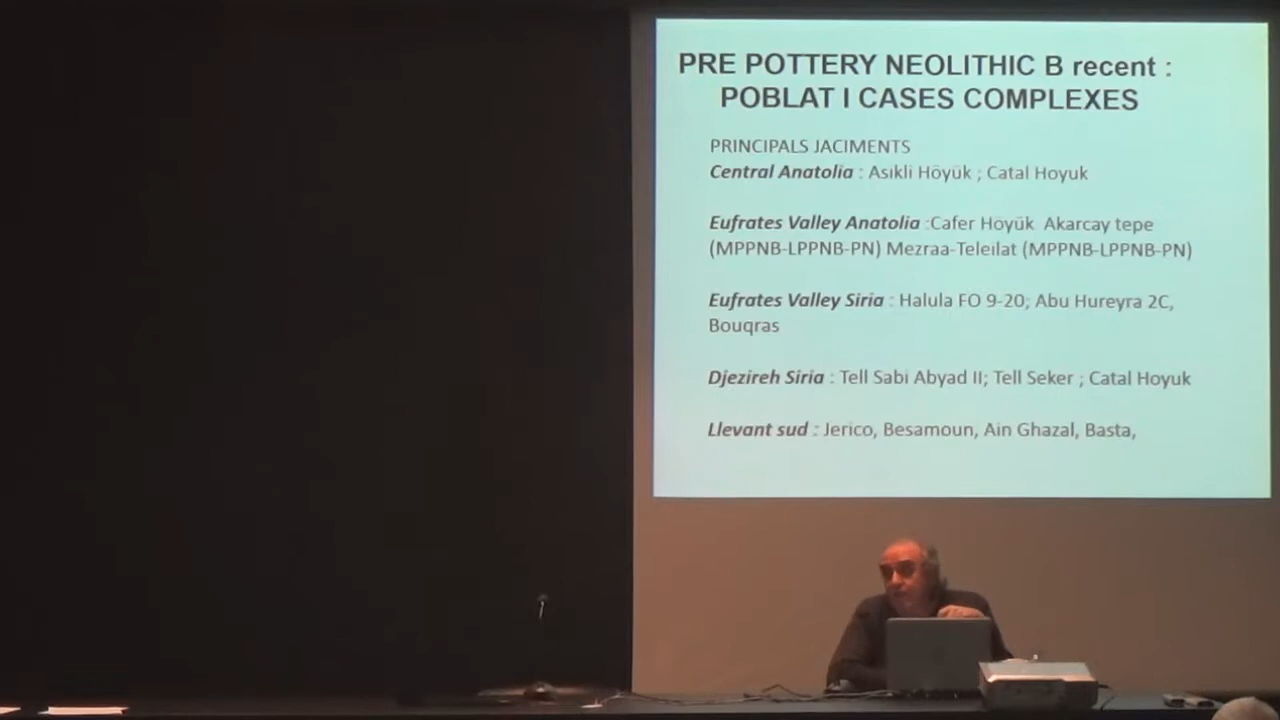 PRE POTTERY NEOLITHIC B recent :
POBLAT I CASES COMPLEXES
PRINCIPALS JACIMENTS
Central Anatolia : Asikli Höyük ; Catal Hoyuk
Eufrates Valley Anatolia :Cafer Höyük Akarcay tepe
(MPPNB-LPPNB-PN) Mezraa-Teleilat (MPPNB-LPPNB-PN)
Eufrates Valley Siria : Halula FO 9-20; Abu Hureyra 2C,
Bouqras
Djezireh Siria : Tell Sabi Abyad II; Tell Seker ; Catal Hoyuk
Llevant sud : Jerico, Besamoun, Ain Ghazal, Basta,